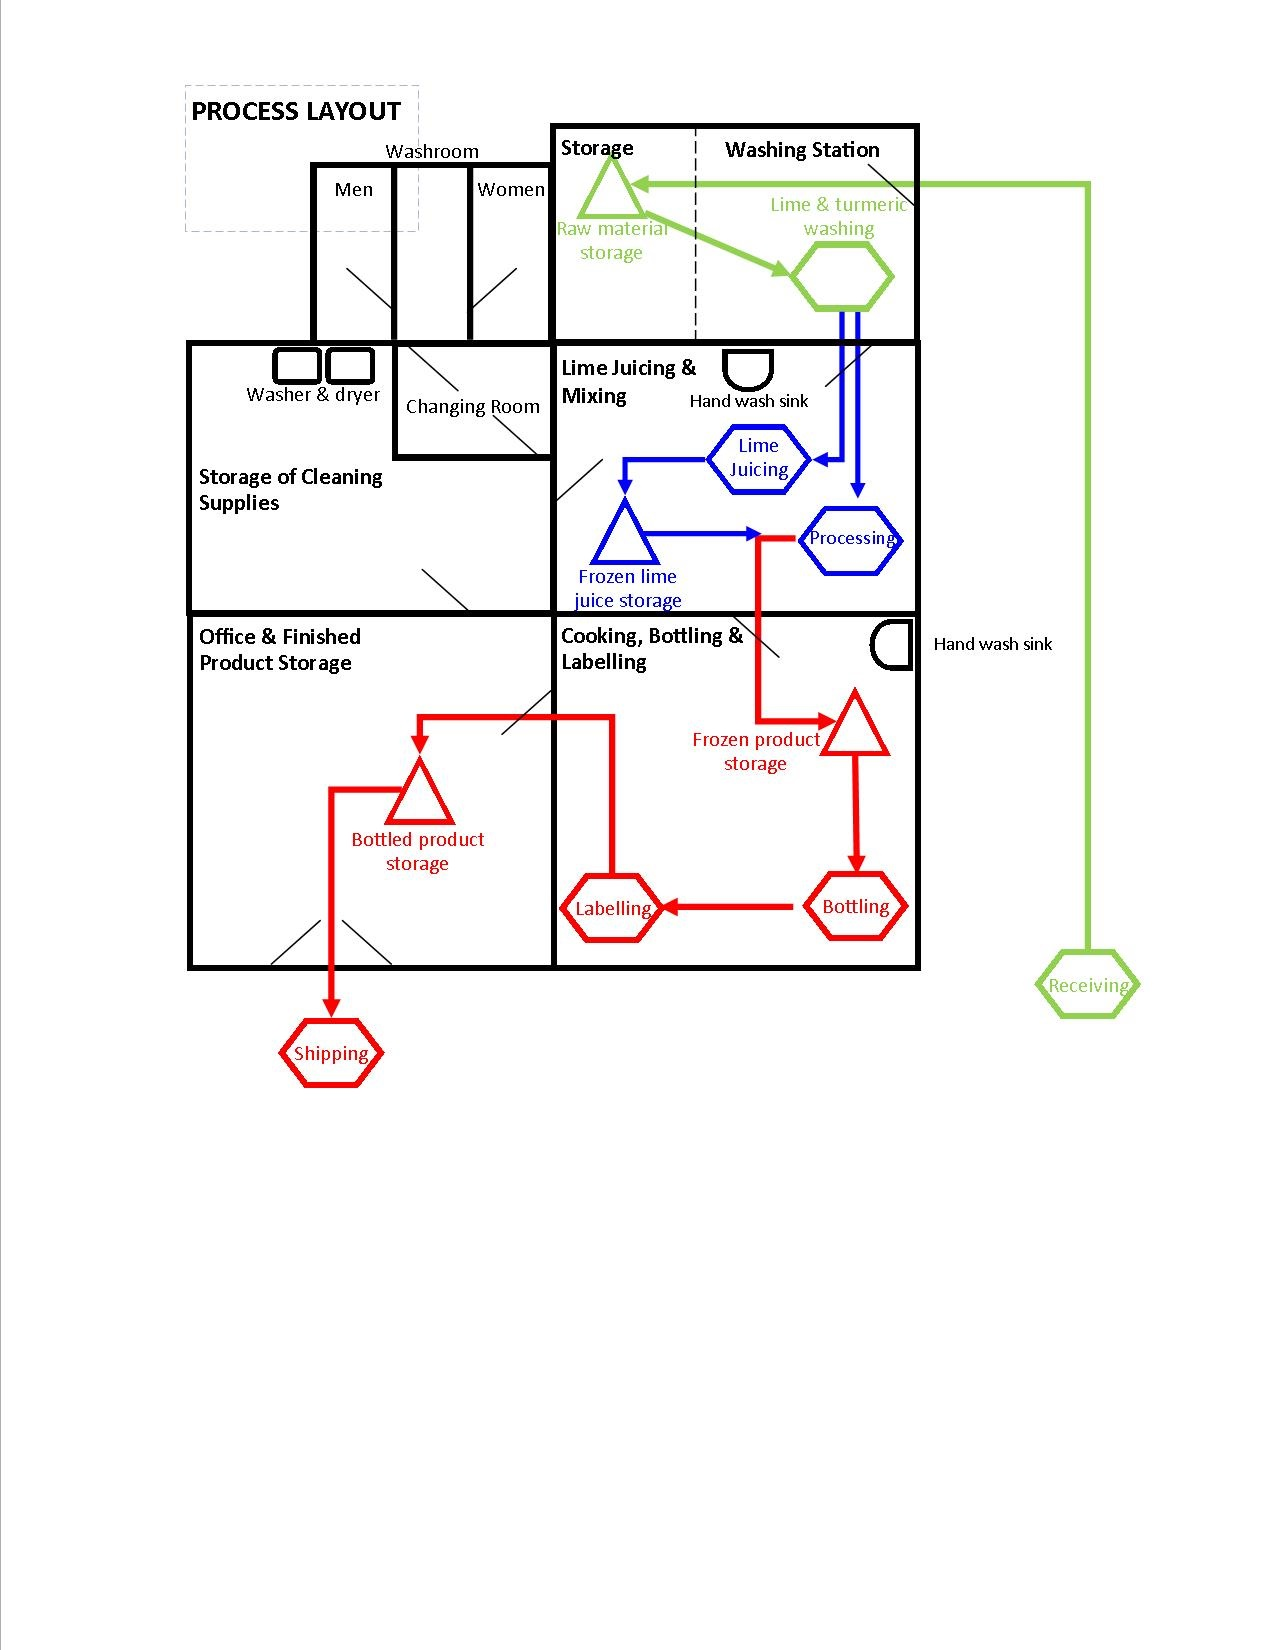 PROCESS LAYOUT
Washroom
Men
Women
Storage
Washing Station
Raw material
storage
Lime & turmeric
washing
Washer & dryer
Changing Room
Storage of Cleaning
Supplies
Lime Juicing &
Mixing
Hand wash sink
Lime
Juicing
Processing
Frozen lime
juice storage
Office & Finished
Product Storage
Cooking, Bottling &
Labelling
Hand wash sink
Frozen product
storage
Bottled product
storage
Labelling
Bottling
Receiving
Shipping